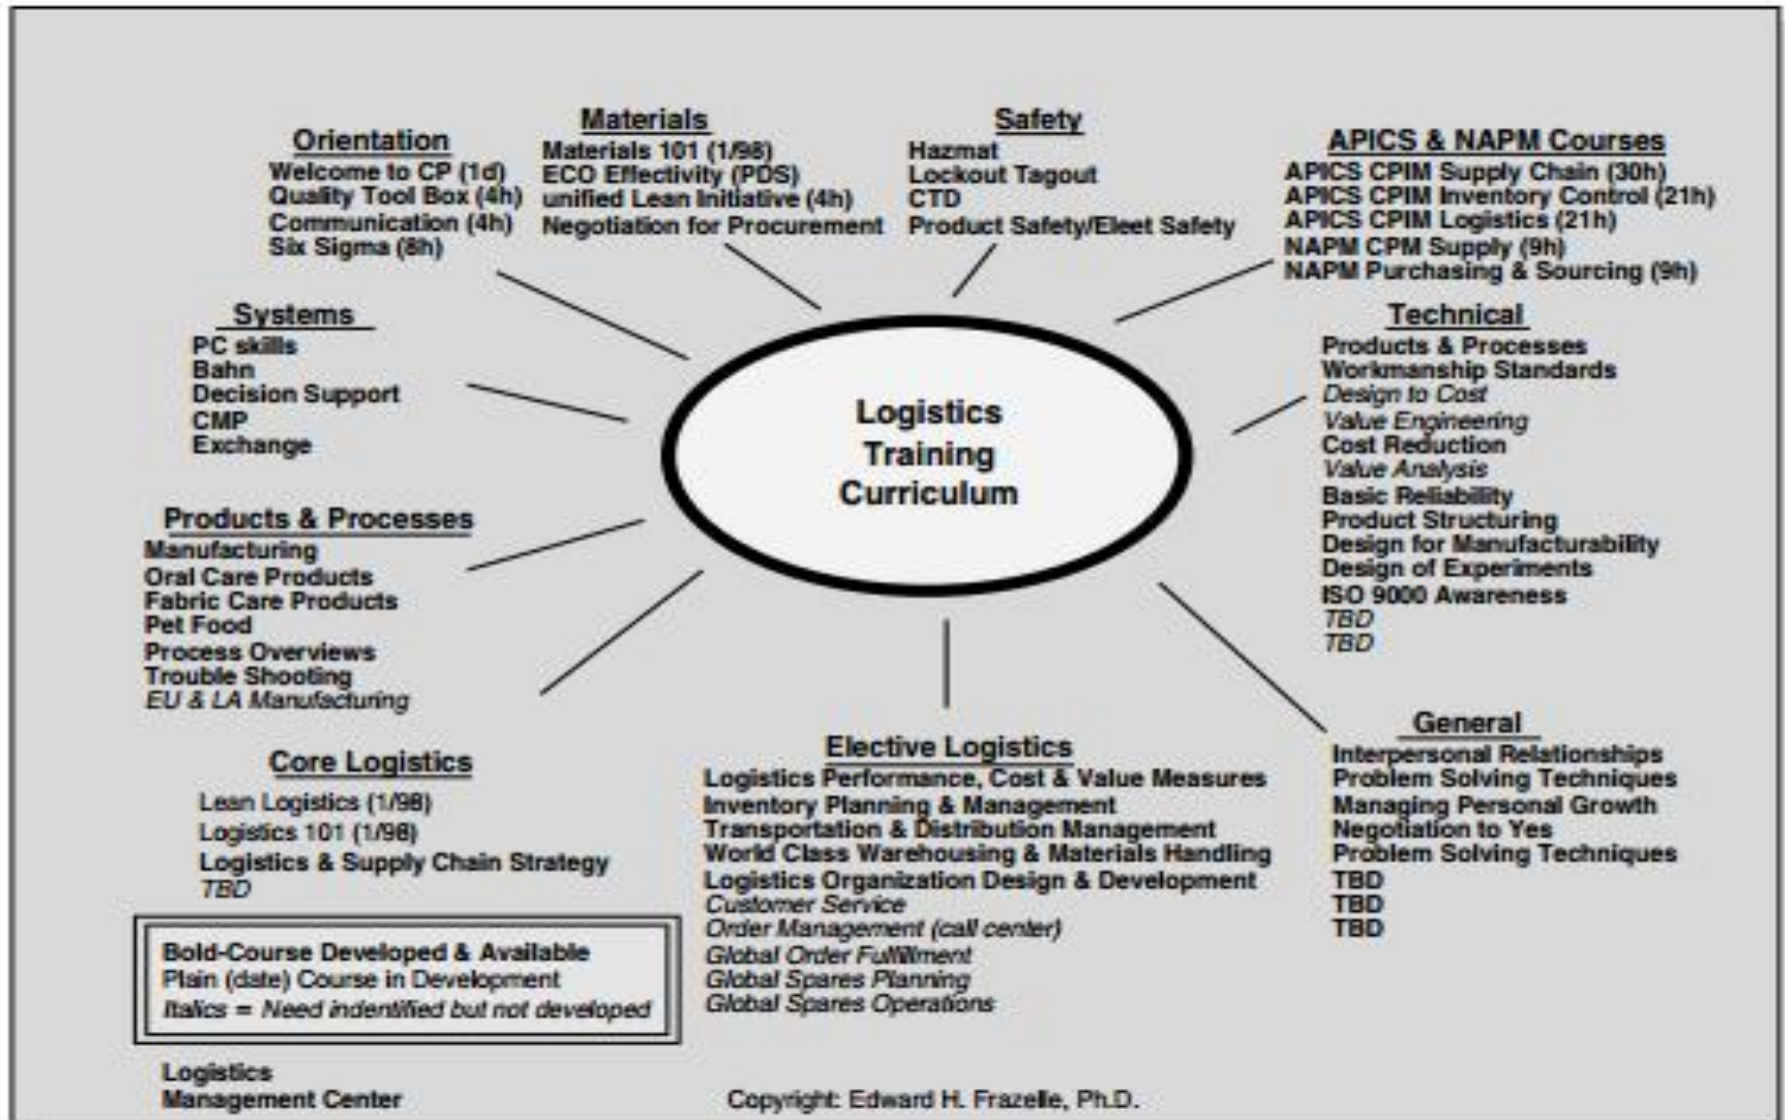 Orientation
Welcome to CP (1d)
Quality Tool Box (4h)
Communication (4h)
Six Sigma (8h)
Materials
Materials 101 (1/98)
ECO Effectivity (PDS)
unified Lean Initiative (4h)
Negotiation for Procurement
Safety
Hazmat
Lockout Tagout
CTD
Product Safety/Eleet Safety
APICS & NAPM Courses
APICS CPIM Supply Chain (30h)
APICS CPIM Inventory Control (21h)
APICS CPIM Logistics (21h)
NAPM CPM Supply (9h)
NAPM Purchasing & Sourcing (9h)
Systems
PC skills
Bahn
Decision Support
CMP
Exchange
Logistics
Training
Curriculum
Technical
Products & Processes
Workmanship Standards
Design to Cost
Value Engineering
Cost Reduction
Value Analysis
Basic Reliability
Product Structuring
Design for Manufacturability
Design of Experiments
ISO 9000 Awareness
TBD
TBD
Products & Processes
Manufacturing
Oral Care Products
Fabric Care Products
Pet Food
Process Overviews
Trouble Shooting
EU & LA Manufacturing
Core Logistics
Lean Logistics (1/98)
Logistics 101 (1/98)
Logistics & Supply Chain Strategy
TBD
Elective Logistics
Logistics Performance, Cost & Value Measures
Inventory Planning & Management
Transportation & Distribution Management
World Class Warehousing & Materials Handling
Logistics Organization Design & Development
Customer Service
Order Management (call center)
Global Order Fulfillment
Global Spares Planning
Global Spares Operations
General
Interpersonal Relationships
Problem Solving Techniques
Managing Personal Growth
Negotiation to Yes
Problem Solving Techniques
TBD
TBD
TBD
Bold-Course Developed & Available
Plain (date) Course in Development
Italics = Need indentified but not developed
Logistics
Management Center
Copyright: Edward H. Frazelle, Ph.D.